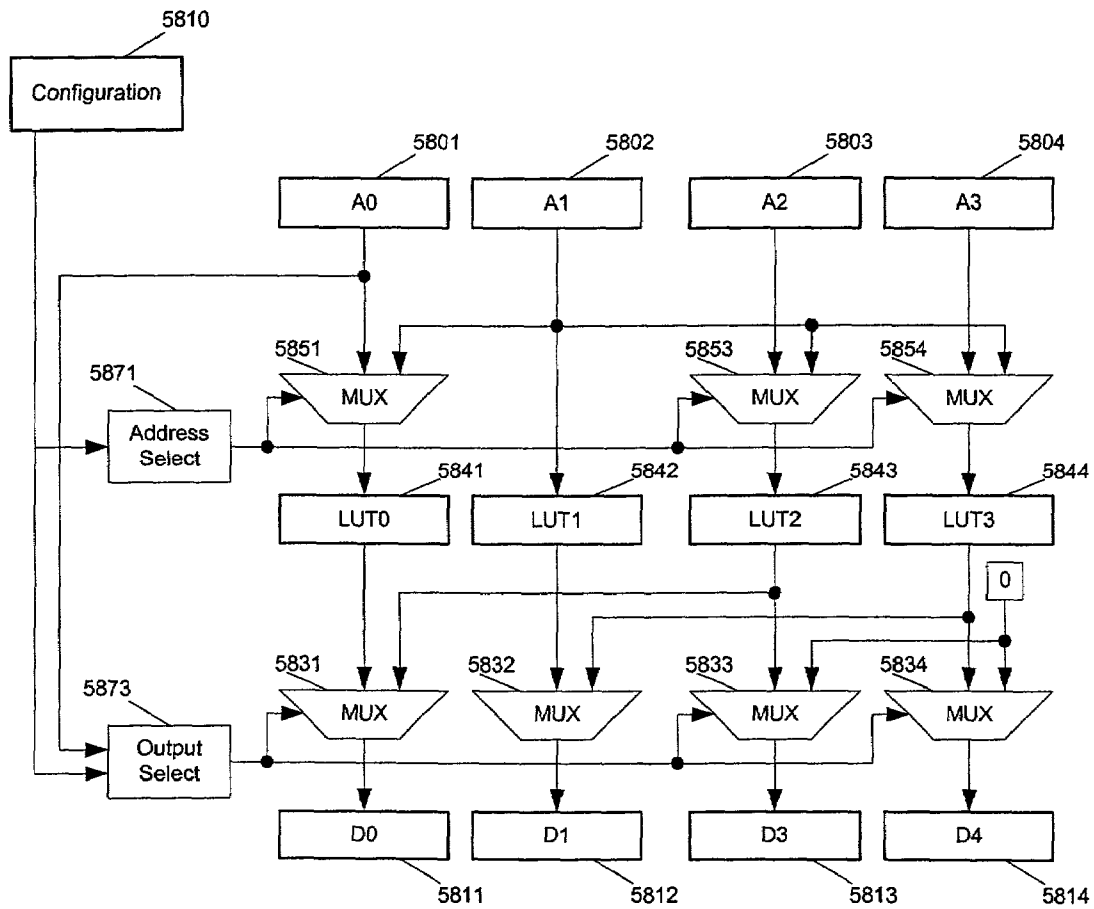 5810
Configuration
5801
5802
5803
5804
A0
A1
A2
A3
5851
5853
5854
5871
MUX
MUX
MUX
Address
Select
5841
5842
5843
5844
LUT0
LUT1
LUT2
LUT3
0
5831
5832
5833
5834
5873
MUX
MUX
MUX
MUX
Output
Select
D0
D1
D3
D4
5811
5812
5813
5814